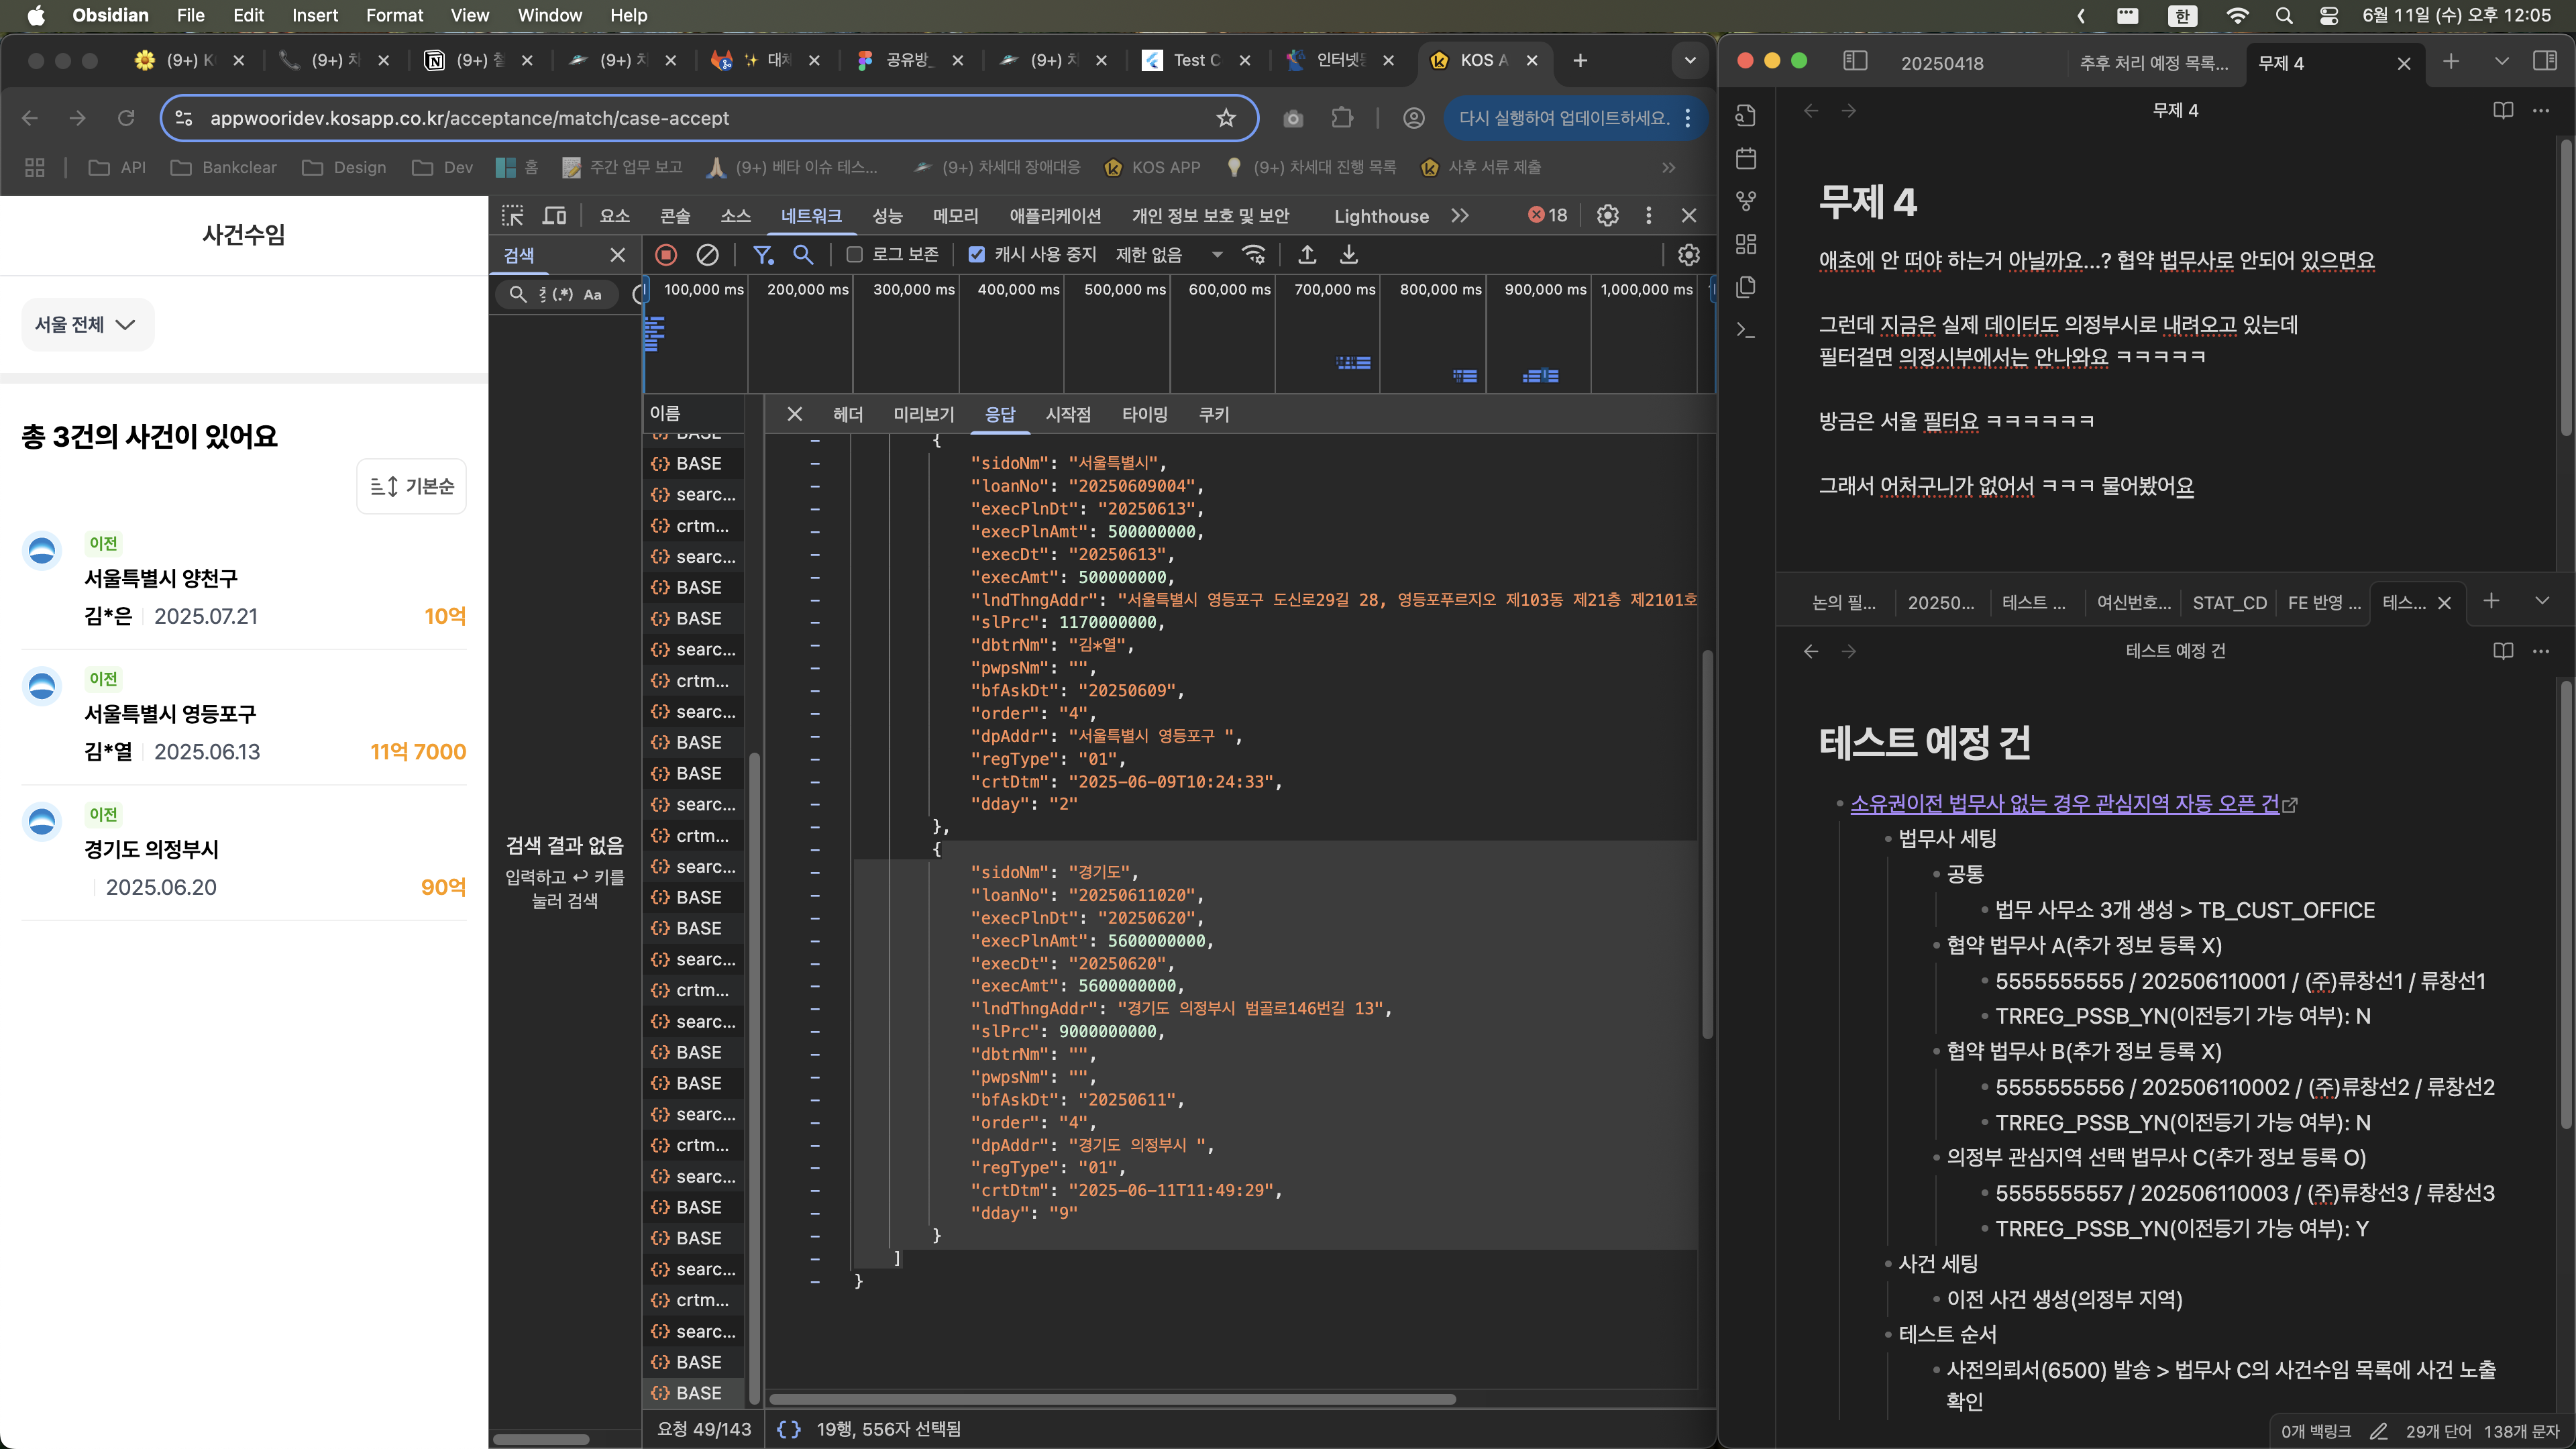 Obsidian File Edit Insert Format View Window Help
한 6월 11일 (수) 오후 12:05
(9+) (9+) (9+) (9+) 공유방_ (9+) Test C KOS A
appwooridev.kosapp.co.kr/acceptance/match/case-accept
다시 실행하여 업데이트하세요.
API Bankclear Design Dev 홈 주간 업무 보고 (9+) 베타 이슈 테스... (9+) 차세대 장애대응 KOS APP (9+) 차세대 진행 목록 사후 서류 제출
사건수임
서울 전체
총 3건의 사건이 있어요
기본순
이전
서울특별시 양천구
김*은 2025.07.21 10억
이전
서울특별시 영등포구
김*열 2025.06.13 11억 7000
이전
경기도 의정부시
2025.06.20 90억
요소 콘솔 소스 네트워크 성능 메모리 애플리케이션 개인 정보 보호 및 보안 Lighthouse 18
검색
로그 보존 캐시 사용 중지 제한 없음
(.*) Aa
100,000 ms 200,000 ms 300,000 ms 400,000 ms 500,000 ms 600,000 ms 700,000 ms 800,000 ms 900,000 ms 1,000,000 ms
검색 결과 없음
입력하고 ↩ 키를
눌러 검색
이름
BASE
BASE
searc...
crtm...
searc...
BASE
BASE
searc...
crtm...
searc...
BASE
BASE
searc...
crtm...
searc...
BASE
BASE
searc...
crtm...
searc...
BASE
BASE
searc...
crtm...
searc...
BASE
BASE
searc...
crtm...
searc...
BASE
BASE
요청 49/143
헤더 미리보기 응답 시작점 타이밍 쿠키
{
"sidoNm": "서울특별시",
"loanNo": "20250609004",
"execPlnDt": "20250613",
"execPlnAmt": 500000000,
"execDt": "20250613",
"execAmt": 500000000,
"lndThngAddr": "서울특별시 영등포구 도신로29길 28, 영등포푸르지오 제103동 제21층 제2101호
"slPrc": 1170000000,
"dbtrNm": "김*열",
"pwpsNm": "",
"bfAskDt": "20250609",
"order": "4",
"dpAddr": "서울특별시 영등포구 ",
"regType": "01",
"crtDtm": "2025-06-09T10:24:33",
"dday": "2"
},
{
"sidoNm": "경기도",
"loanNo": "20250611020",
"execPlnDt": "20250620",
"execPlnAmt": 5600000000,
"execDt": "20250620",
"execAmt": 5600000000,
"lndThngAddr": "경기도 의정부시 범골로146번길 13",
"slPrc": 9000000000,
"dbtrNm": "",
"pwpsNm": "",
"bfAskDt": "20250611",
"order": "4",
"dpAddr": "경기도 의정부시 ",
"regType": "01",
"crtDtm": "2025-06-11T11:49:29",
"dday": "9"
}
]
}
19행, 556자 선택됨
20250418 추후 처리 예정 목록... 무제 4
무제 4
무제 4
애초에 안 떠야 하는거 아닐까요...? 협약 법무사로 안되어 있으면요
그런데 지금은 실제 데이터도 의정부시로 내려오고 있는데
필터걸면 의정시부에서는 안나와요 ㅋㅋㅋㅋㅋ
방금은 서울 필터요 ㅋㅋㅋㅋㅋㅋ
그래서 어처구니가 없어서 ㅋㅋㅋ 물어봤어요
논의 필... 20250... 테스트 ... 여신번호... STAT_CD FE 반영 ... 테스...
테스트 예정 건
테스트 예정 건
소유권이전 법무사 없는 경우 관심지역 자동 오픈 건
법무사 세팅
공통
법무 사무소 3개 생성 > TB_CUST_OFFICE
협약 법무사 A(추가 정보 등록 X)
5555555555 / 202506110001 / (주)류창선1 / 류창선1
TRREG_PSSB_YN(이전등기 가능 여부): N
협약 법무사 B(추가 정보 등록 X)
5555555556 / 202506110002 / (주)류창선2 / 류창선2
TRREG_PSSB_YN(이전등기 가능 여부): N
의정부 관심지역 선택 법무사 C(추가 정보 등록 O)
5555555557 / 202506110003 / (주)류창선3 / 류창선3
TRREG_PSSB_YN(이전등기 가능 여부): Y
사건 세팅
이전 사건 생성(의정부 지역)
테스트 순서
사전의뢰서(6500) 발송 > 법무사 C의 사건수임 목록에 사건 노출
확인
0개 백링크 29개 단어 138개 문자